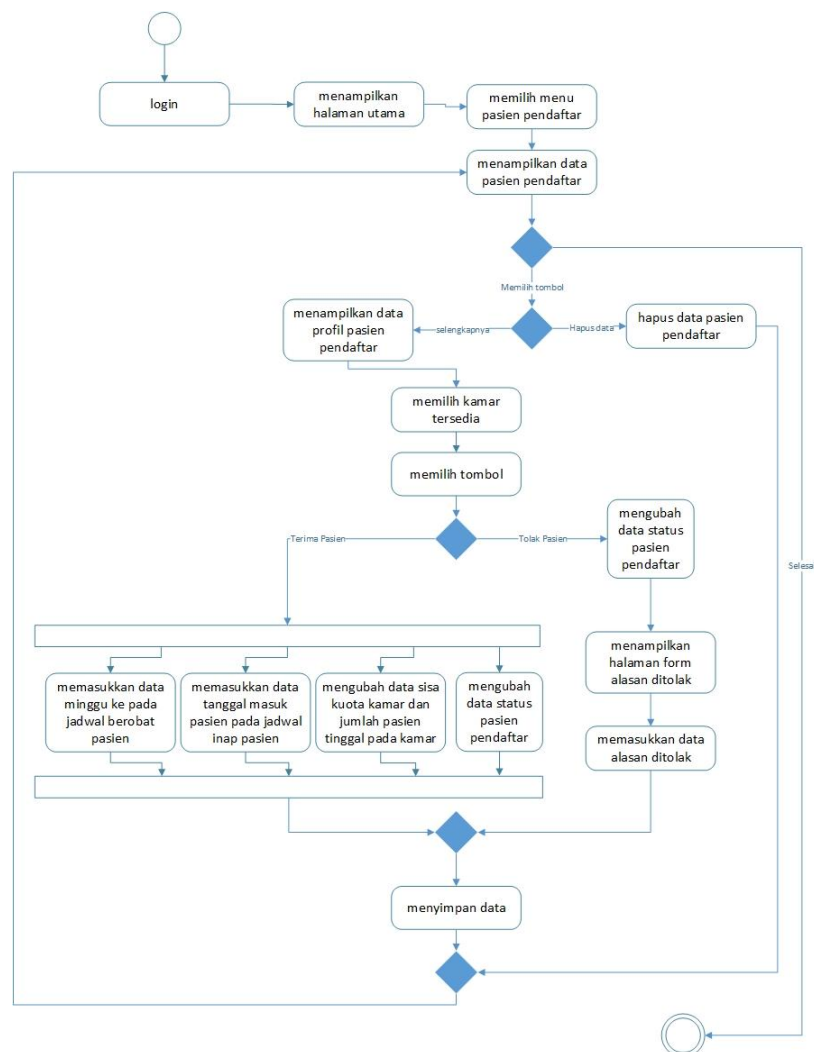 login
menampilkan
halaman utama
memilih menu
pasien pendaftar
menampilkan data
pasien pendaftar
Memilih tombol
menampilkan data
profil pasien
pendaftar
selengkapnya
Hapus data
hapus data pasien
pendaftar
memilih kamar
tersedia
memilih tombol
Terima Pasien
Tolak Pasien
mengubah
data status
pasien
pendaftar
Selesa
memasukkan data
minggu ke pada
jadwal berobat
pasien
memasukkan data
tanggal masuk
pasien pada jadwal
inap pasien
mengubah data sisa
kuota kamar dan
jumlah pasien
tinggal pada kamar
mengubah
data status
pasien
pendaftar
menampilkan
halaman form
alasan ditolak
memasukkan data
alasan ditolak
menyimpan data